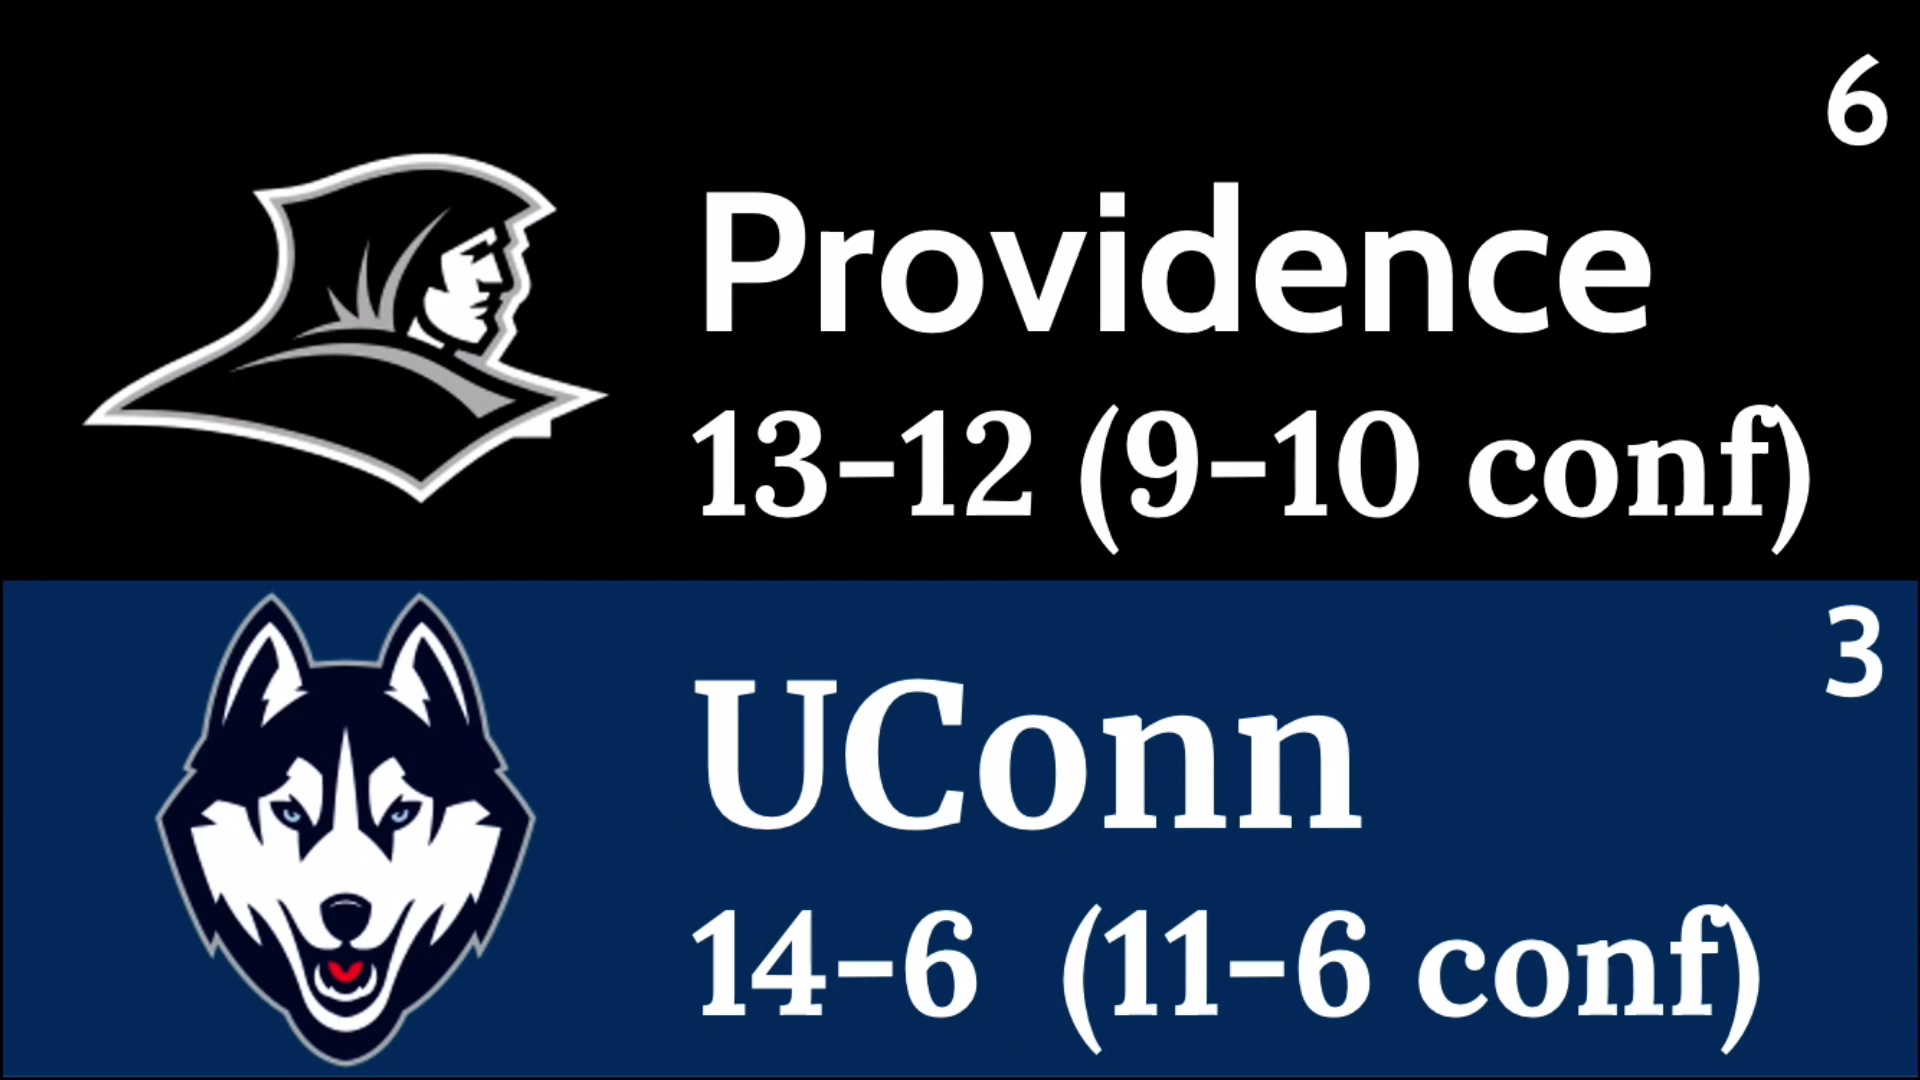 6
Providence
13-12 (9-10 conf)
3
UConn
14-6 (11-6 conf)